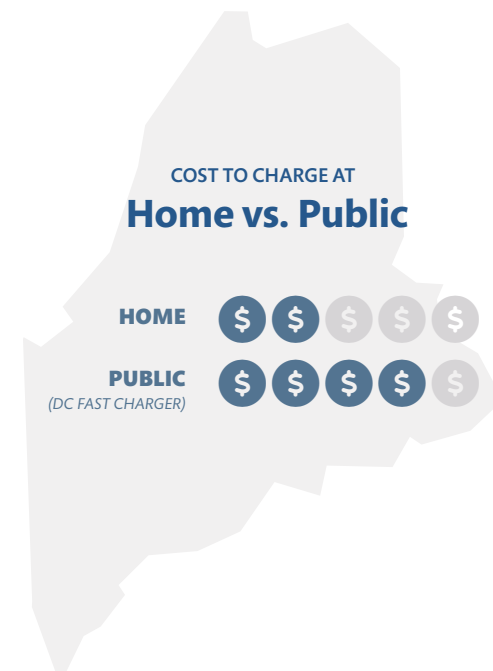 COST TO CHARGE AT
Home vs. Public
HOME $ $ $ $ $
PUBLIC $ $ $ $ $
(DC FAST CHARGER)